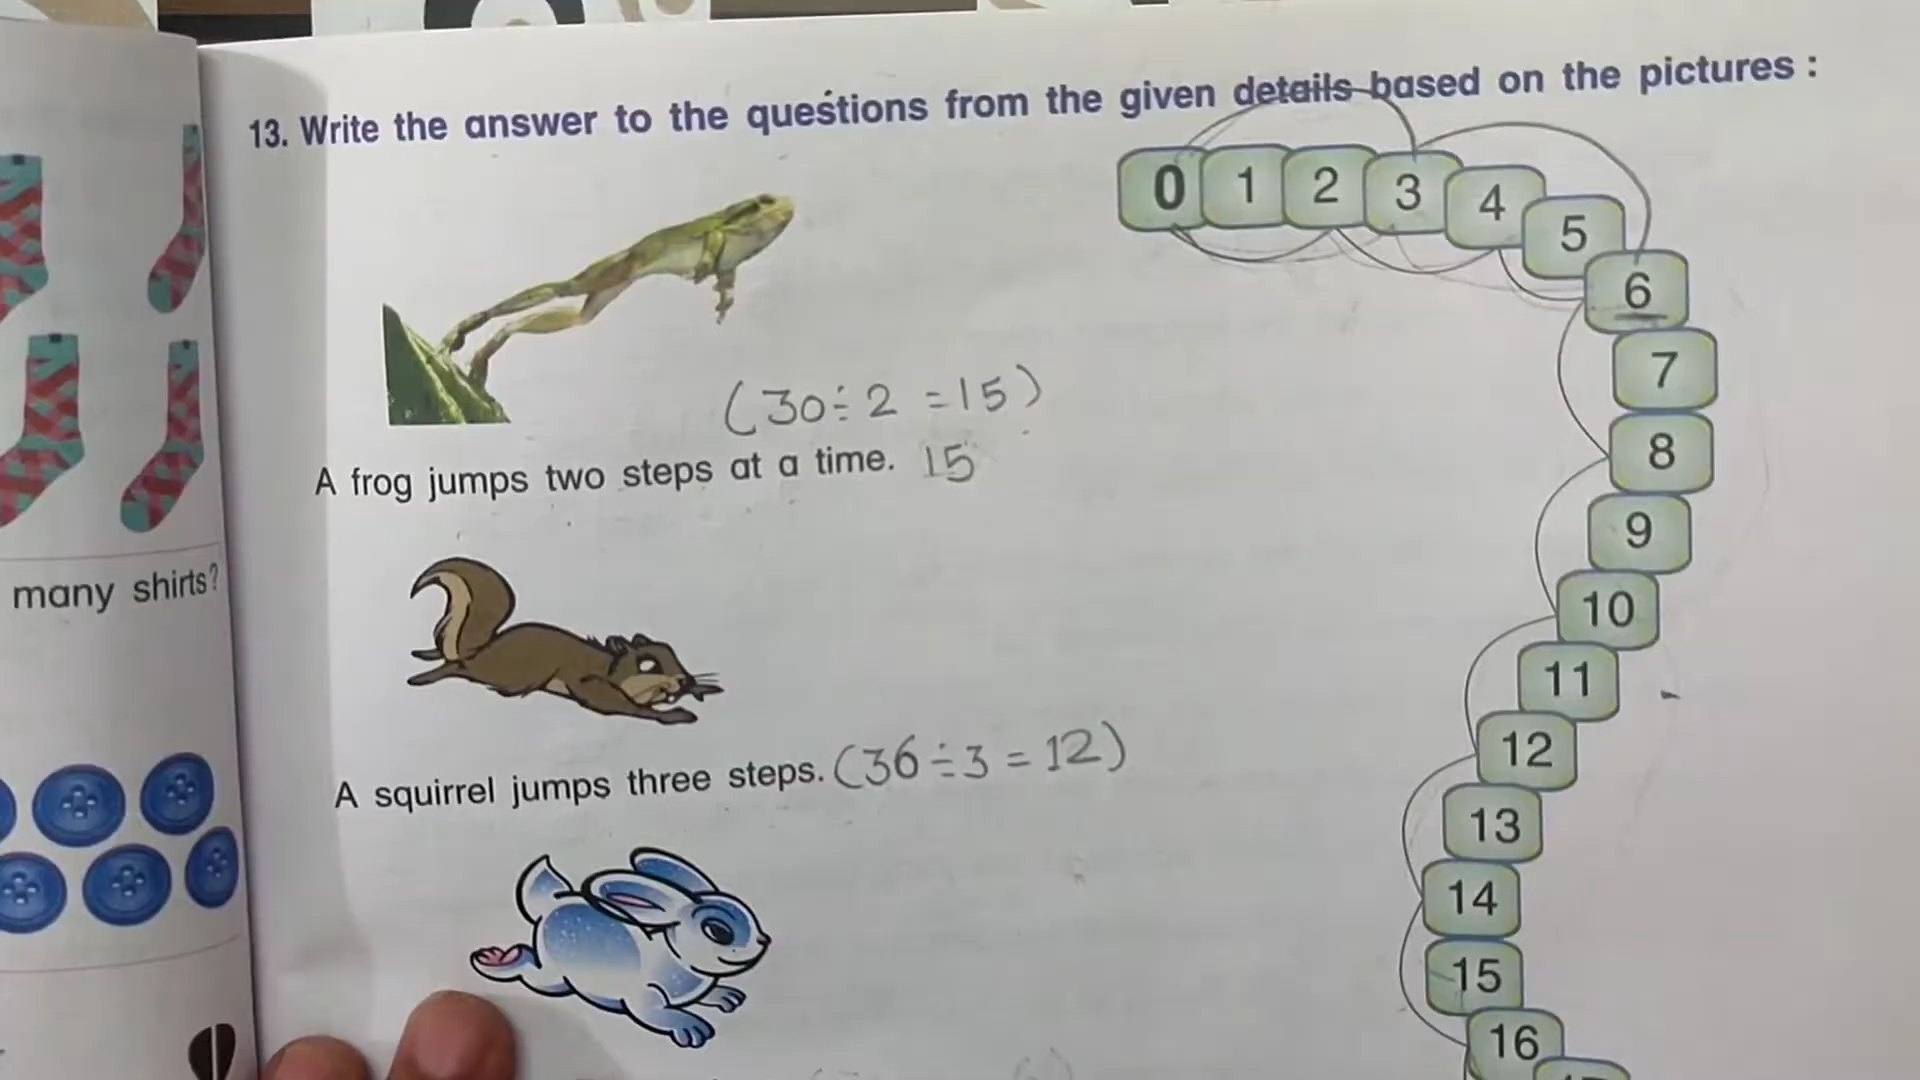 13. Write the answer to the questions from the given details based on the pictures :
0 1 2 3 4 5 6 7 8 9 10 11 12 13 14 15 16
(30÷2 =15)
A frog jumps two steps at a time. 15
many shirts?
A squirrel jumps three steps. (36÷3=12)